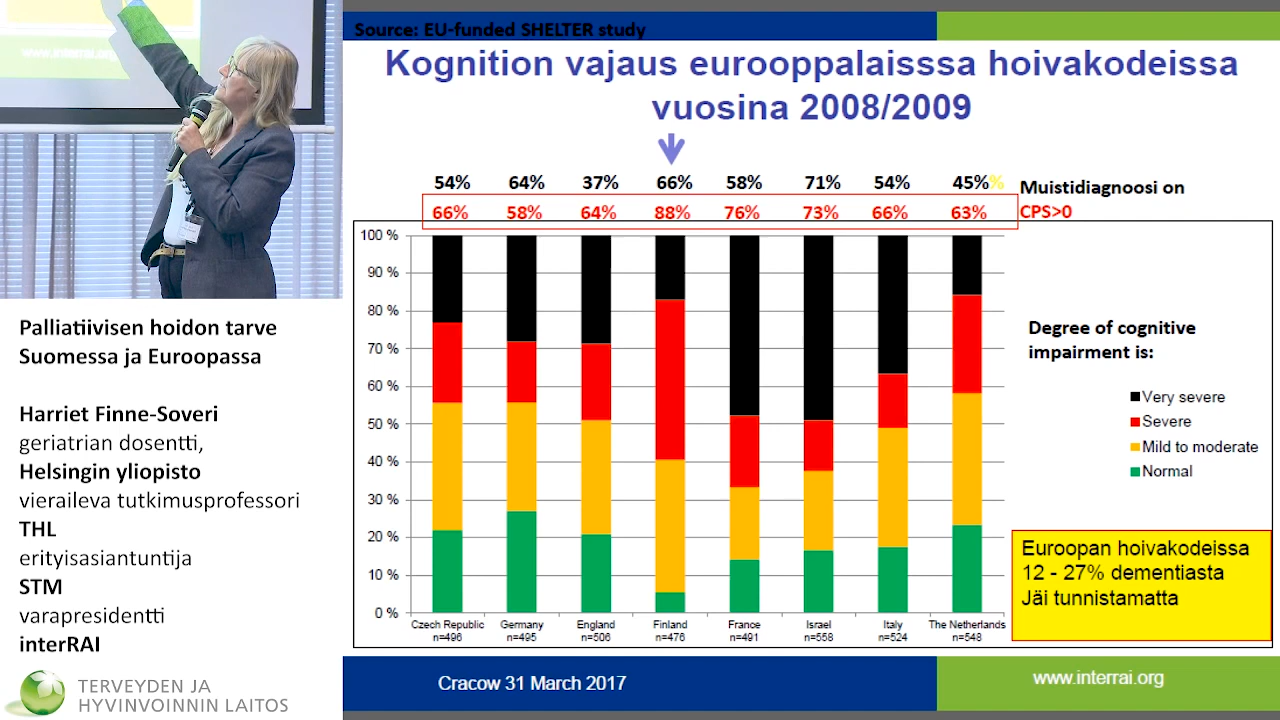 www.interrai.org
Source: EU-funded SHELTER study
Kognition vajaus eurooppalaisssa hoivakodeissa
vuosina 2008/2009
54% 64% 37% 66% 58% 71% 54% 45%%
Muistidiagnoosi on
66% 58% 64% 88% 76% 73% 66% 63%
CPS>0
100 %
90 %
80 %
70 %
60 %
50 %
40 %
30 %
20 %
10 %
0 %
Czech Republic
n=496
Germany
n=495
England
n=506
Finland
n=476
France
n=491
Israel
n=558
Italy
n=524
The Netherlands
n=548
Degree of cognitive
impairment is:
Very severe
Severe
Mild to moderate
Normal
Euroopan hoivakodeissa
12 - 27% dementiasta
Jäi tunnistamatta
Cracow 31 March 2017
www.interrai.org
Palliatiivisen hoidon tarve
Suomessa ja Euroopassa
Harriet Finne-Soveri
geriatrian dosentti,
Helsingin yliopisto
vieraileva tutkimusprofessori
THL
erityisasiantuntija
STM
varapresidentti
interRAI
TERVEYDEN JA
HYVINVOINNIN LAITOS